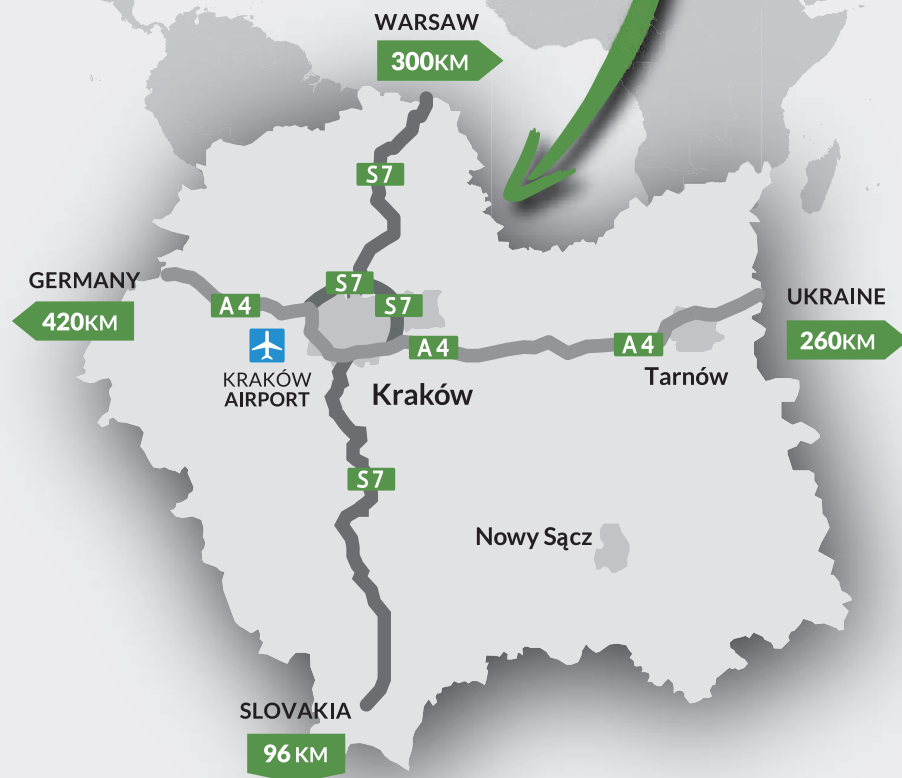 WARSAW
300KM
S7
GERMANY
420KM
A4
S7
S7
UKRAINE
260KM
A4
A4
KRAKÓW
AIRPORT
Kraków
Tarnów
S7
Nowy Sącz
SLOVAKIA
96 KM